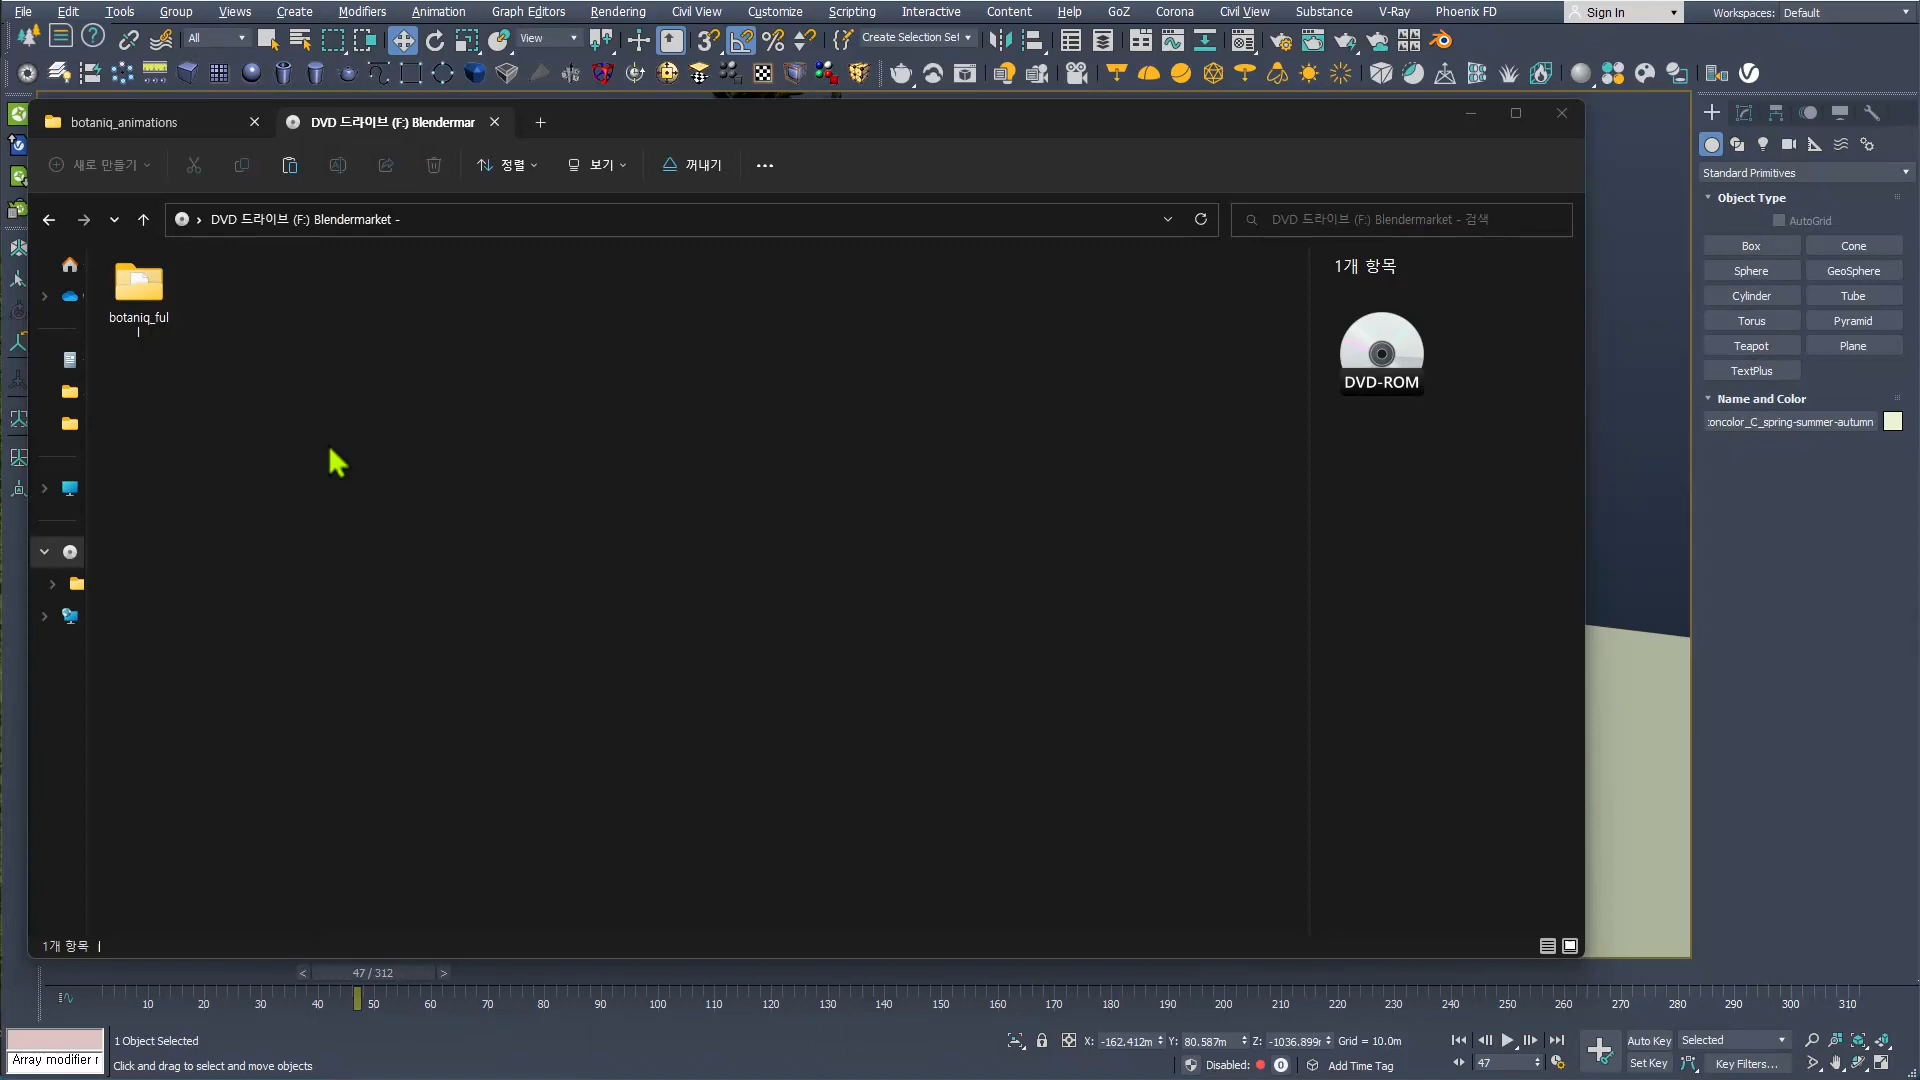 File Edit Tools Group Views Create Modifiers Animation Graph Editors Rendering Civil View Customize Scripting Interactive Content Help GoZ Corona Civil View Substance V-Ray Phoenix FD Sign In Workspaces: Default
All View Create Selection Set
botaniq_animations DVD 드라이브 (F:) Blendermar
새로 만들기 정렬 보기 꺼내기
DVD 드라이브 (F:) Blendermarket - DVD 드라이브 (F:) Blendermarket - 검색
botaniq_ful
l
1개 항목
DVD-ROM
1개 항목
Standard Primitives
Object Type
AutoGrid
Box Cone
Sphere GeoSphere
Cylinder Tube
Torus Pyramid
Teapot Plane
TextPlus
Name and Color
:oncolor_C_spring-summer-autumn
< 47 / 312 >
10 20 30 40 50 60 70 80 90 100 110 120 130 140 150 160 170 180 190 200 210 220 230 240 250 260 270 280 290 300 310
1 Object Selected X: -162.412m Y: 80.587m Z: -1036.899r Grid = 10.0m Auto Key Selected
Array modifier r Click and drag to select and move objects Disabled: 0 Add Time Tag 47 Set Key Key Filters...